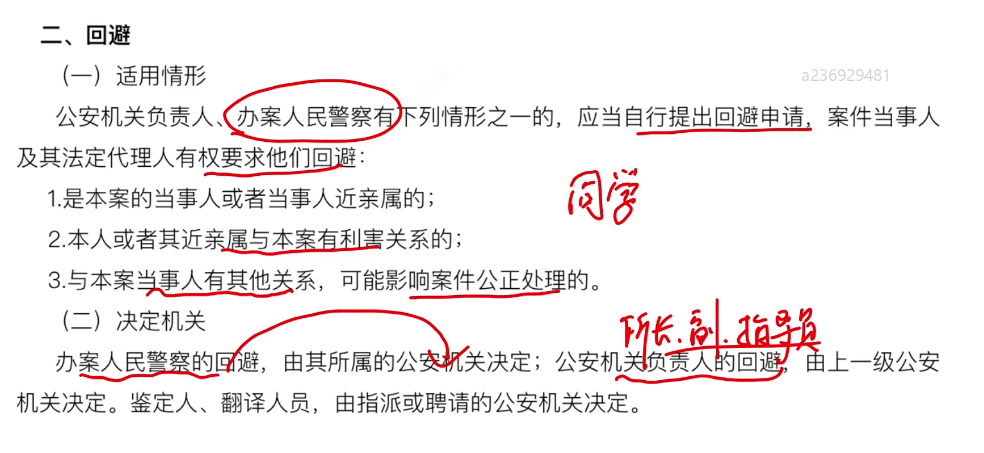 二、回避
（一）适用情形
a236929481
公安机关负责人、办案人民警察有下列情形之一的，应当自行提出回避申请，案件当事人
及其法定代理人有权要求他们回避：
1.是本案的当事人或者当事人近亲属的；
同学
2.本人或者其近亲属与本案有利害关系的；
3.与本案当事人有其他关系，可能影响案件公正处理的。
（二）决定机关
所长、副、指导员
办案人民警察的回避，由其所属的公安机关决定；公安机关负责人的回避，由上一级公安
机关决定。鉴定人、翻译人员，由指派或聘请的公安机关决定。